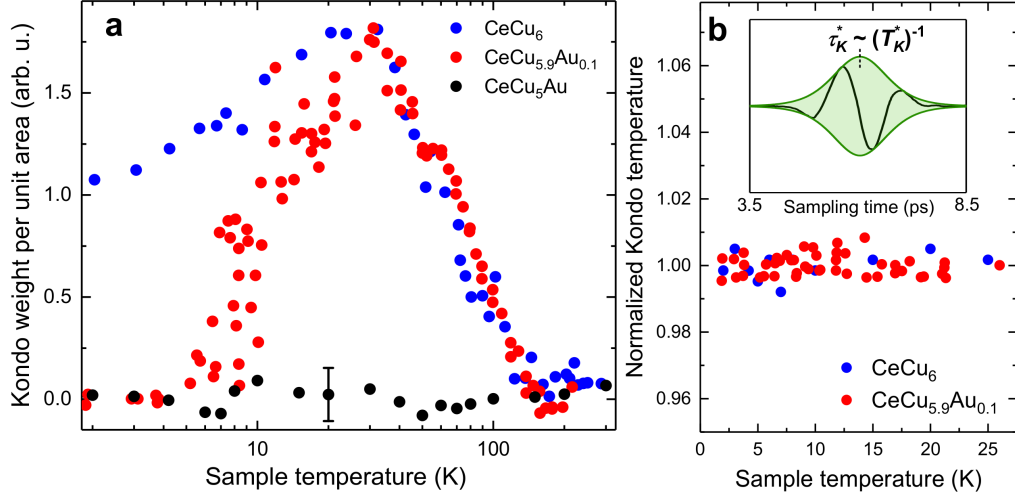 a
CeCu6
CeCu5.9Au0.1
CeCu5Au
Kondo weight per unit area (arb. u.)
1.5
1.0
0.5
0.0
10
100
Sample temperature (K)
b
τ*K ~ (T*K)-1
3.5
Sampling time (ps)
8.5
Normalized Kondo temperature
1.06
1.04
1.02
1.00
0.98
0.96
CeCu6
CeCu5.9Au0.1
0
5
10
15
20
25
Sample temperature (K)